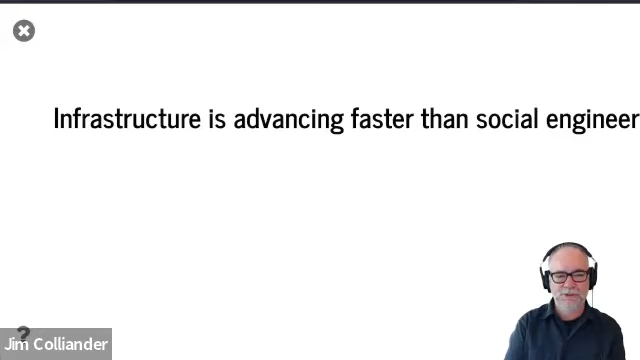 Infrastructure is advancing faster than social engineer
?
Jim Colliander